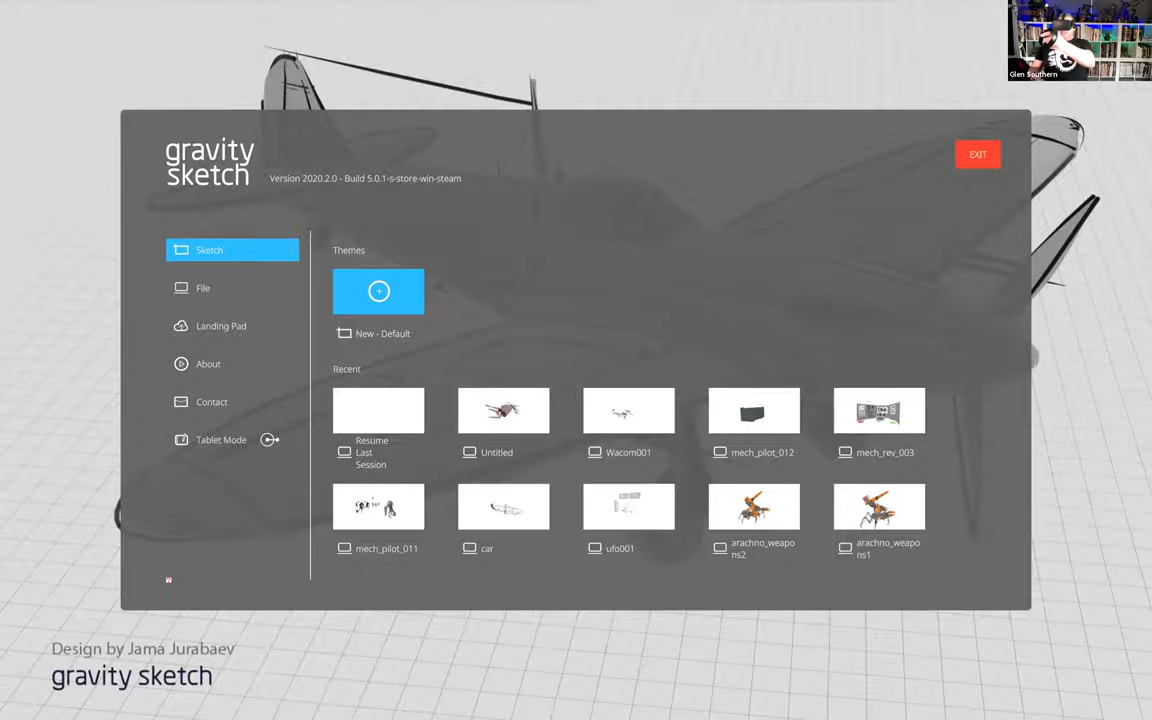 Glen Southern
gravity
sketch
Version 2020.2.0 - Build 5.0.1-s-store-win-steam
EXIT
Sketch
File
Landing Pad
About
Contact
Tablet Mode
Themes
New - Default
Recent
Resume
Last
Session
Untitled
Wacom001
mech_pilot_012
mech_rev_003
mech_pilot_011
car
ufo001
arachno_weapo
ns2
arachno_weapo
ns1
Design by Jama Jurabaev
gravity sketch